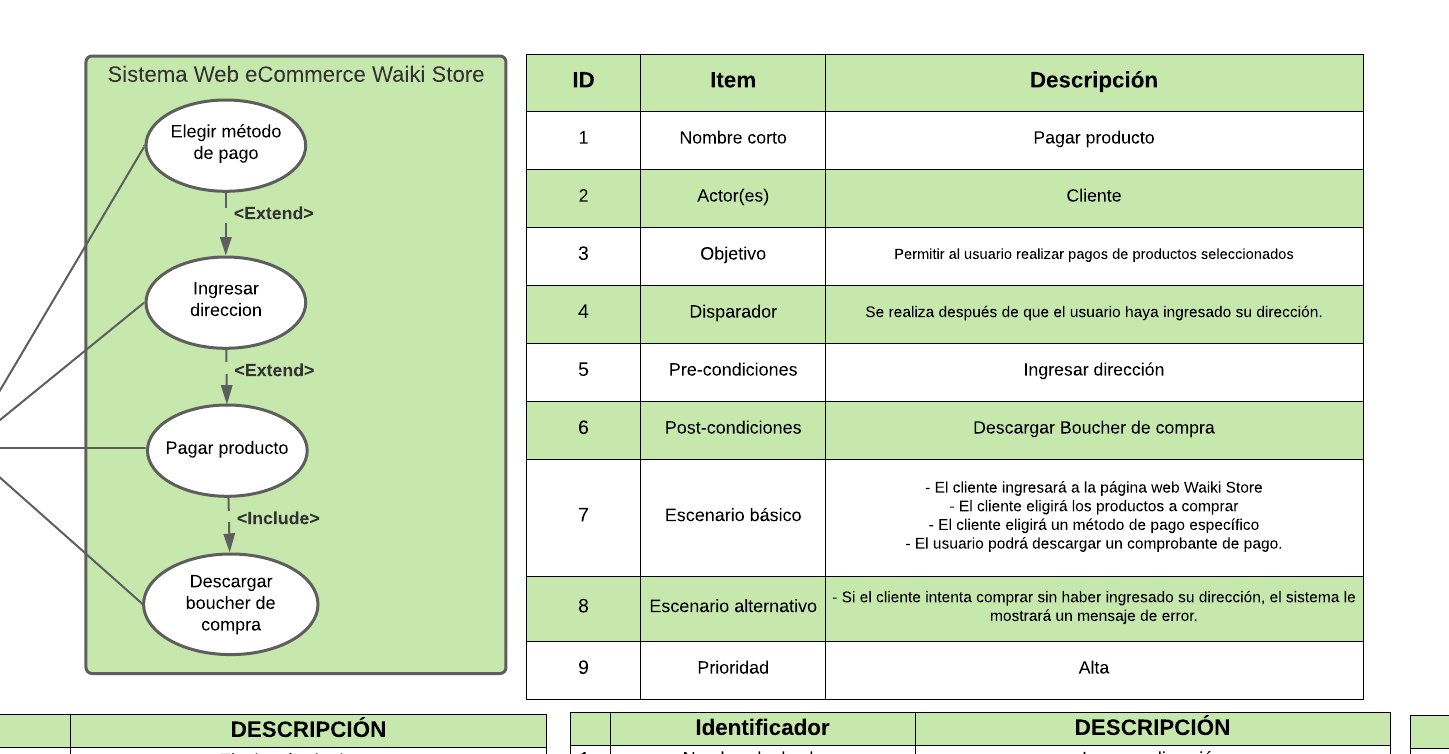 Sistema Web eCommerce Waiki Store
Elegir método
de pago
<Extend>
Ingresar
direccion
<Extend>
Pagar producto
<Include>
Descargar
boucher de
compra
ID Item Descripción
1 Nombre corto Pagar producto
2 Actor(es) Cliente
3 Objetivo Permitir al usuario realizar pagos de productos seleccionados
4 Disparador Se realiza después de que el usuario haya ingresado su dirección.
5 Pre-condiciones Ingresar dirección
6 Post-condiciones Descargar Boucher de compra
7 Escenario básico
- El cliente ingresará a la página web Waiki Store
- El cliente eligirá los productos a comprar
- El cliente eligirá un método de pago específico
- El usuario podrá descargar un comprobante de pago.
8 Escenario alternativo
- Si el cliente intenta comprar sin haber ingresado su dirección, el sistema le
mostrará un mensaje de error.
9 Prioridad Alta
DESCRIPCIÓN
Identificador DESCRIPCIÓN